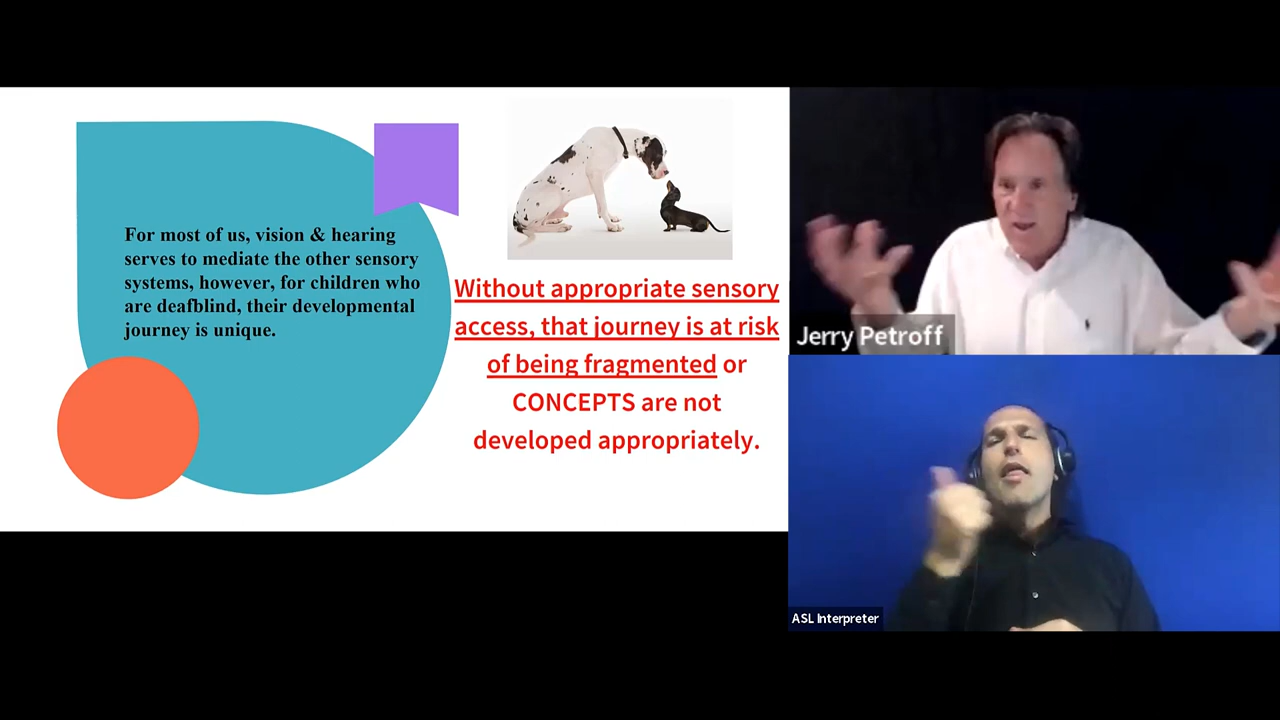 For most of us, vision & hearing
serves to mediate the other sensory
systems, however, for children who
are deafblind, their developmental
journey is unique.
Without appropriate sensory
access, that journey is at risk
of being fragmented or
CONCEPTS are not
developed appropriately.
Jerry Petroff
ASL Interpreter